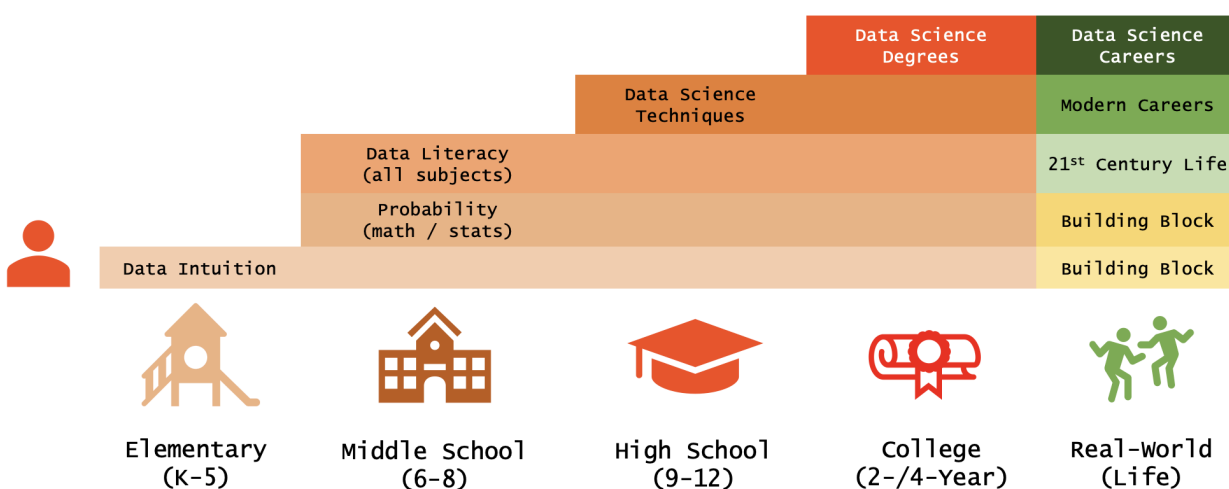 Data Science
Degrees
Data Science
Careers
Data Science
Techniques
Modern Careers
Data Literacy
(all subjects)
21st Century Life
Probability
(math / stats)
Building Block
Data Intuition
Building Block
Elementary
(K-5)
Middle School
(6-8)
High School
(9-12)
College
(2-/4-Year)
Real-World
(Life)